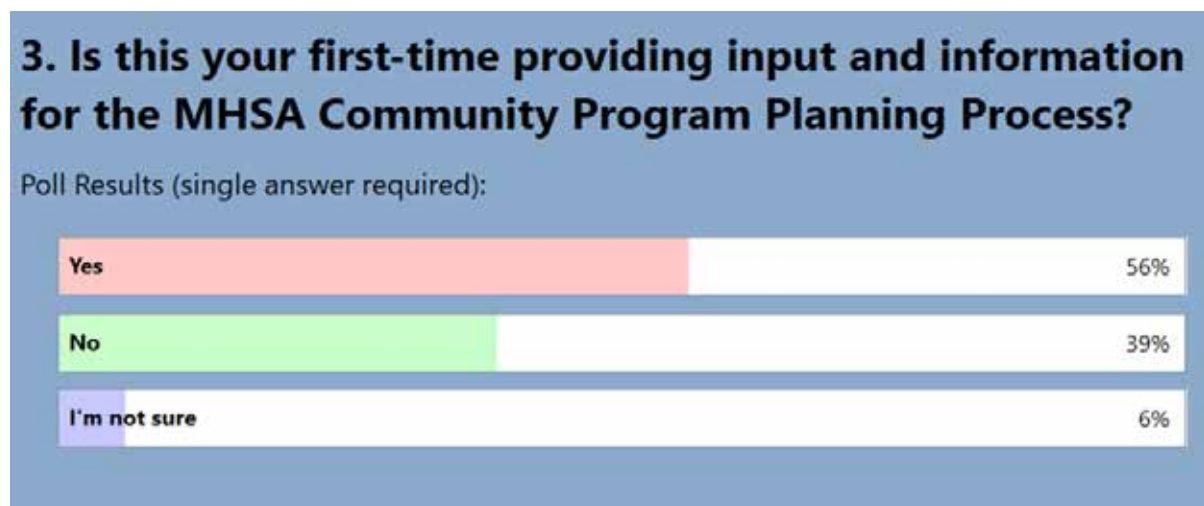 3. Is this your first-time providing input and information
for the MHSA Community Program Planning Process?
Poll Results (single answer required):
Yes 56%
No 39%
I'm not sure 6%